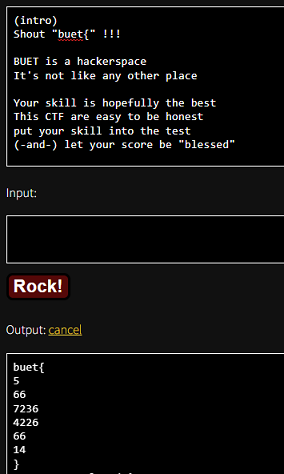 (intro)
Shout "buet{" !!!
BUET is a hackerspace
It's not like any other place
Your skill is hopefully the best
This CTF are easy to be honest
put your skill into the test
(-and-) let your score be "blessed"
Input:
Rock!
Output: cancel
buet{
5
66
7236
4226
66
14
}